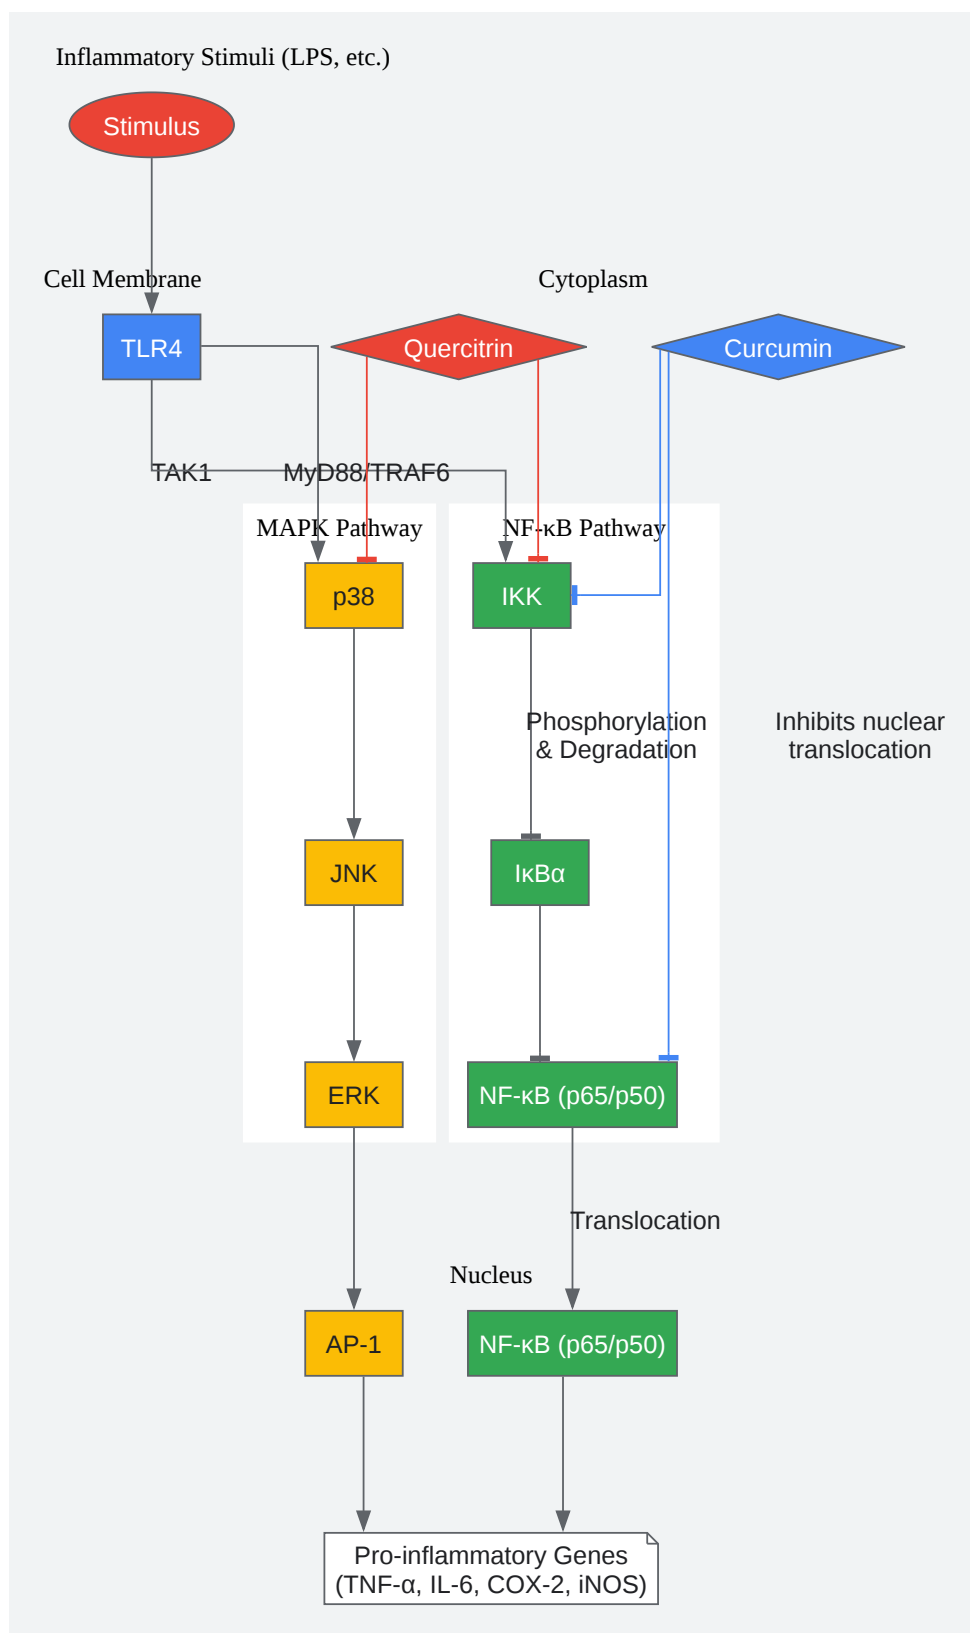 Inflammatory Stimuli (LPS, etc.)
Stimulus
Cell Membrane
Cytoplasm
TLR4
Quercitrin
Curcumin
TAK1
MyD88/TRAF6
MAPK Pathway
NF-κB Pathway
p38
IKK
Phosphorylation
& Degradation
Inhibits nuclear
translocation
JNK
IκBα
ERK
NF-κB (p65/p50)
Translocation
Nucleus
AP-1
NF-κB (p65/p50)
Pro-inflammatory Genes
(TNF-α, IL-6, COX-2, iNOS)